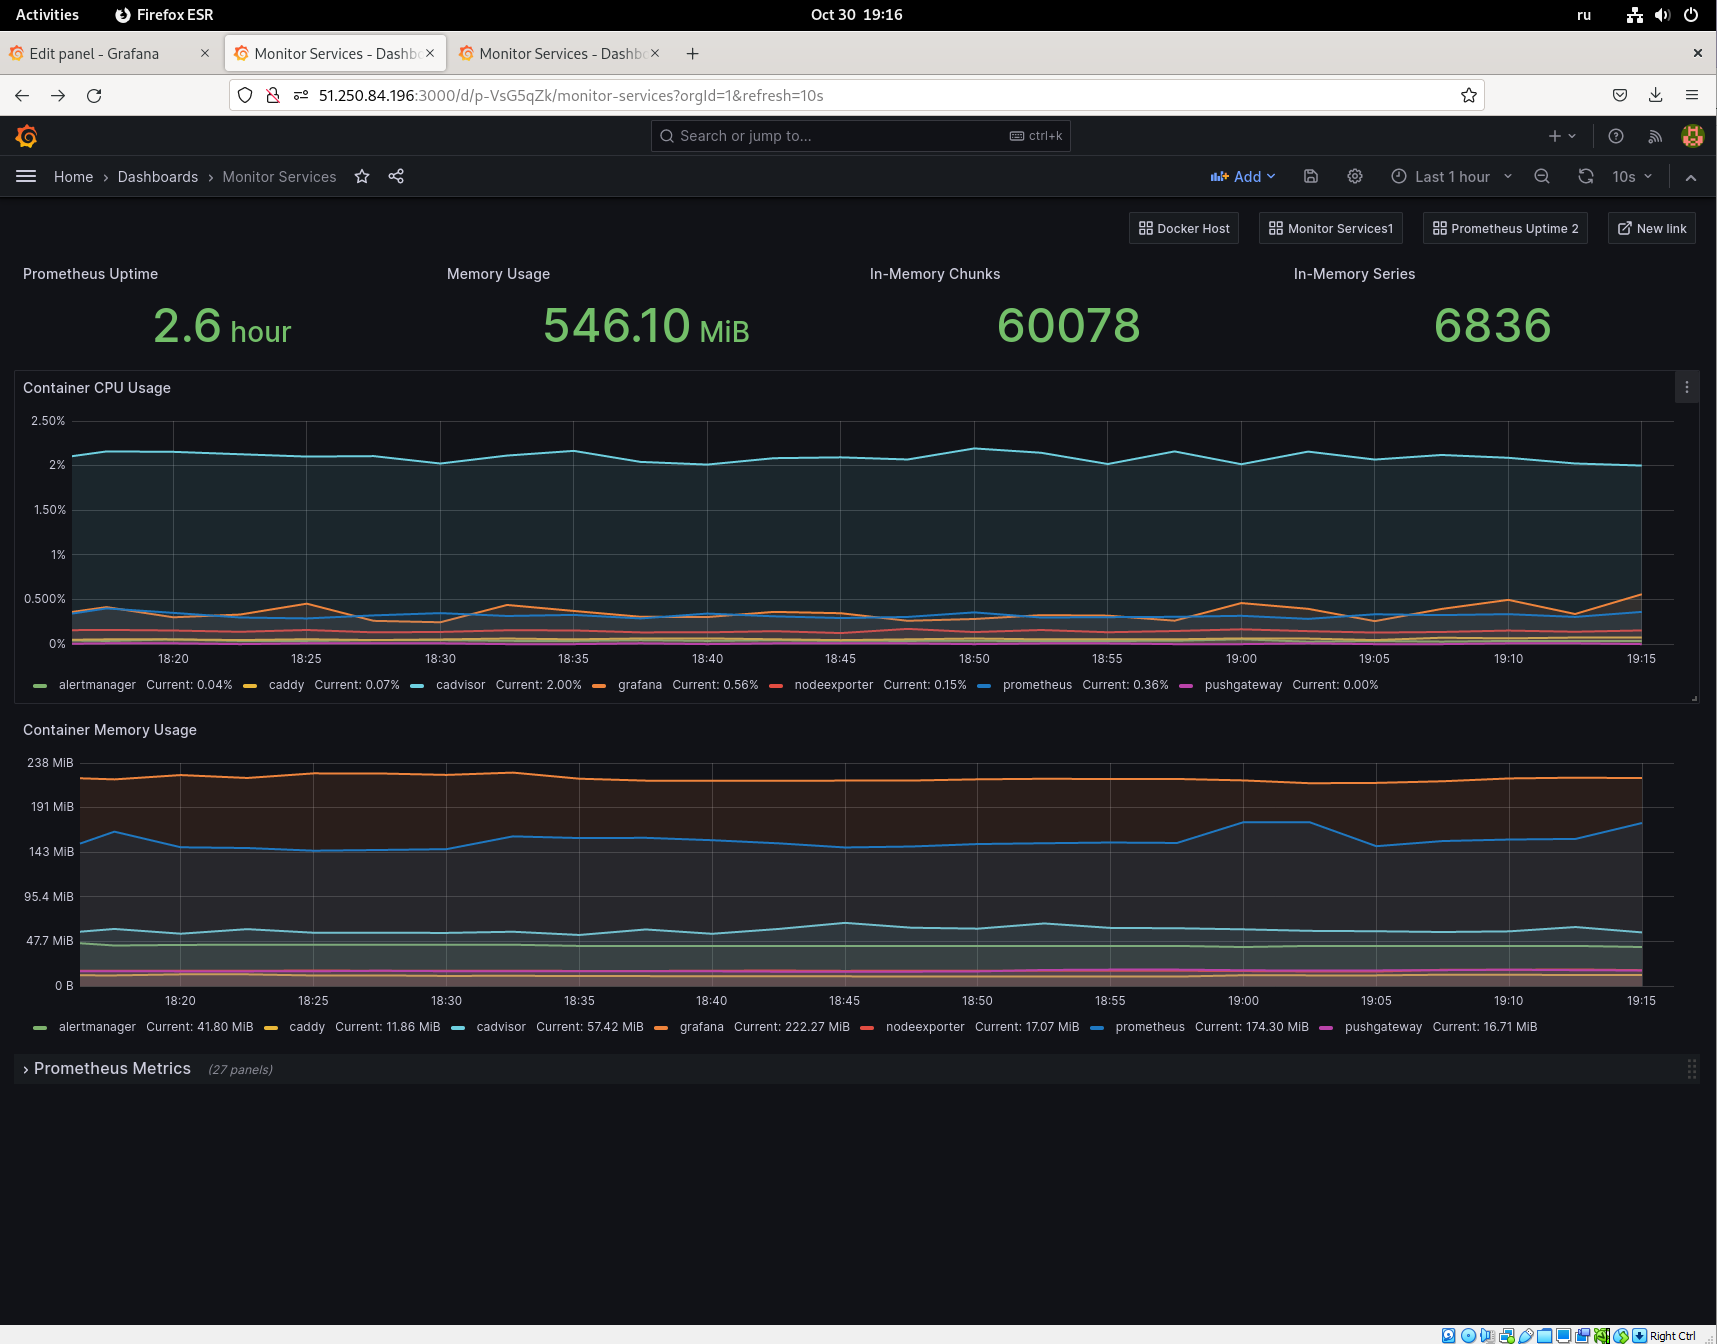 Activities Firefox ESR Oct 30 19:16 ru
Edit panel - Grafana Monitor Services - Dashb Monitor Services - Dashb
51.250.84.196:3000/d/p-VsG5qZk/monitor-services?orgId=1&refresh=10s
Search or jump to... ctrl+k
Home › Dashboards › Monitor Services Add Last 1 hour 10s
Docker Host Monitor Services1 Prometheus Uptime 2 New link
Prometheus Uptime Memory Usage In-Memory Chunks In-Memory Series
2.6 hour 546.10 MiB 60078 6836
Container CPU Usage
2.50%
2%
1.50%
1%
0.500%
0%
18:20 18:25 18:30 18:35 18:40 18:45 18:50 18:55 19:00 19:05 19:10 19:15
alertmanager Current: 0.04% caddy Current: 0.07% cadvisor Current: 2.00% grafana Current: 0.56% nodeexporter Current: 0.15% prometheus Current: 0.36% pushgateway Current: 0.00%
Container Memory Usage
238 MiB
191 MiB
143 MiB
95.4 MiB
47.7 MiB
0 B
18:20 18:25 18:30 18:35 18:40 18:45 18:50 18:55 19:00 19:05 19:10 19:15
alertmanager Current: 41.80 MiB caddy Current: 11.86 MiB cadvisor Current: 57.42 MiB grafana Current: 222.27 MiB nodeexporter Current: 17.07 MiB prometheus Current: 174.30 MiB pushgateway Current: 16.71 MiB
› Prometheus Metrics (27 panels)
Right Ctrl